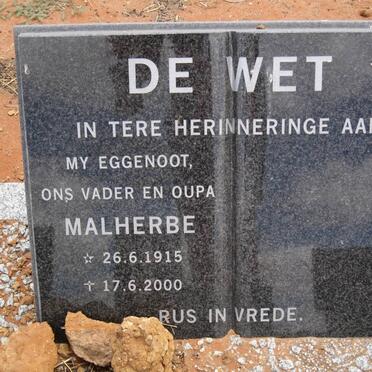 DE WET
IN TERE HERINNERINGE AA
MY EGGENOOT,
ONS VADER EN OUPA
MALHERBE
☆ 26.6.1915
† 17.6.2000
RUS IN VREDE.